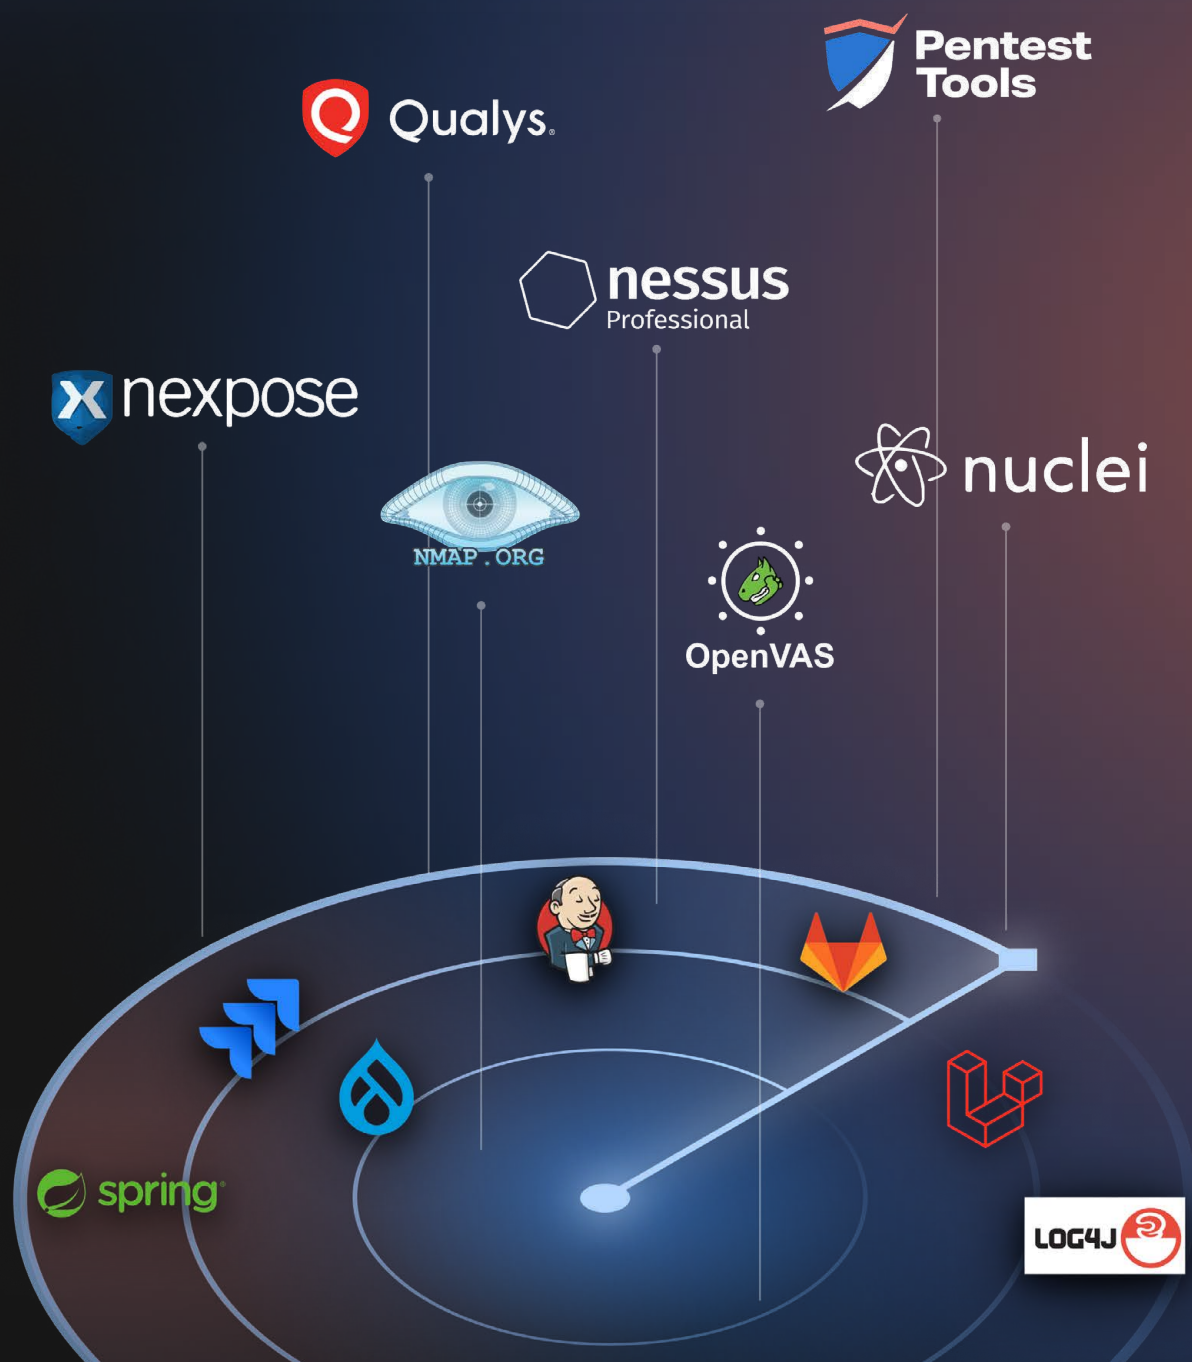 Pentest
Tools
Qualys®
nessus
Professional
nexpose
nuclei
NMAP.ORG
OpenVAS
spring®
LOG4J